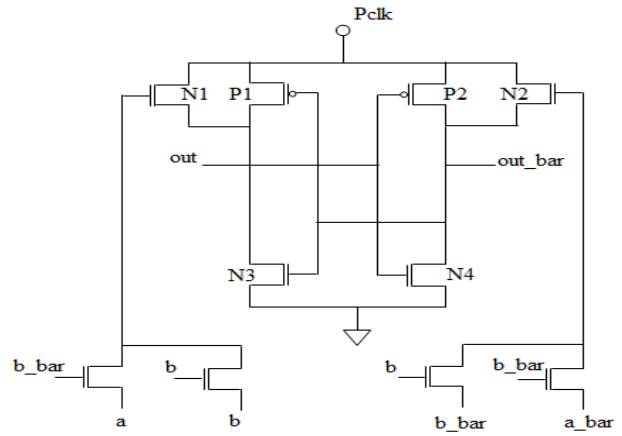 Pclk
N1 P1 P2 N2
out out_bar
N3 N4
b_bar b b b_bar
a b b_bar a_bar